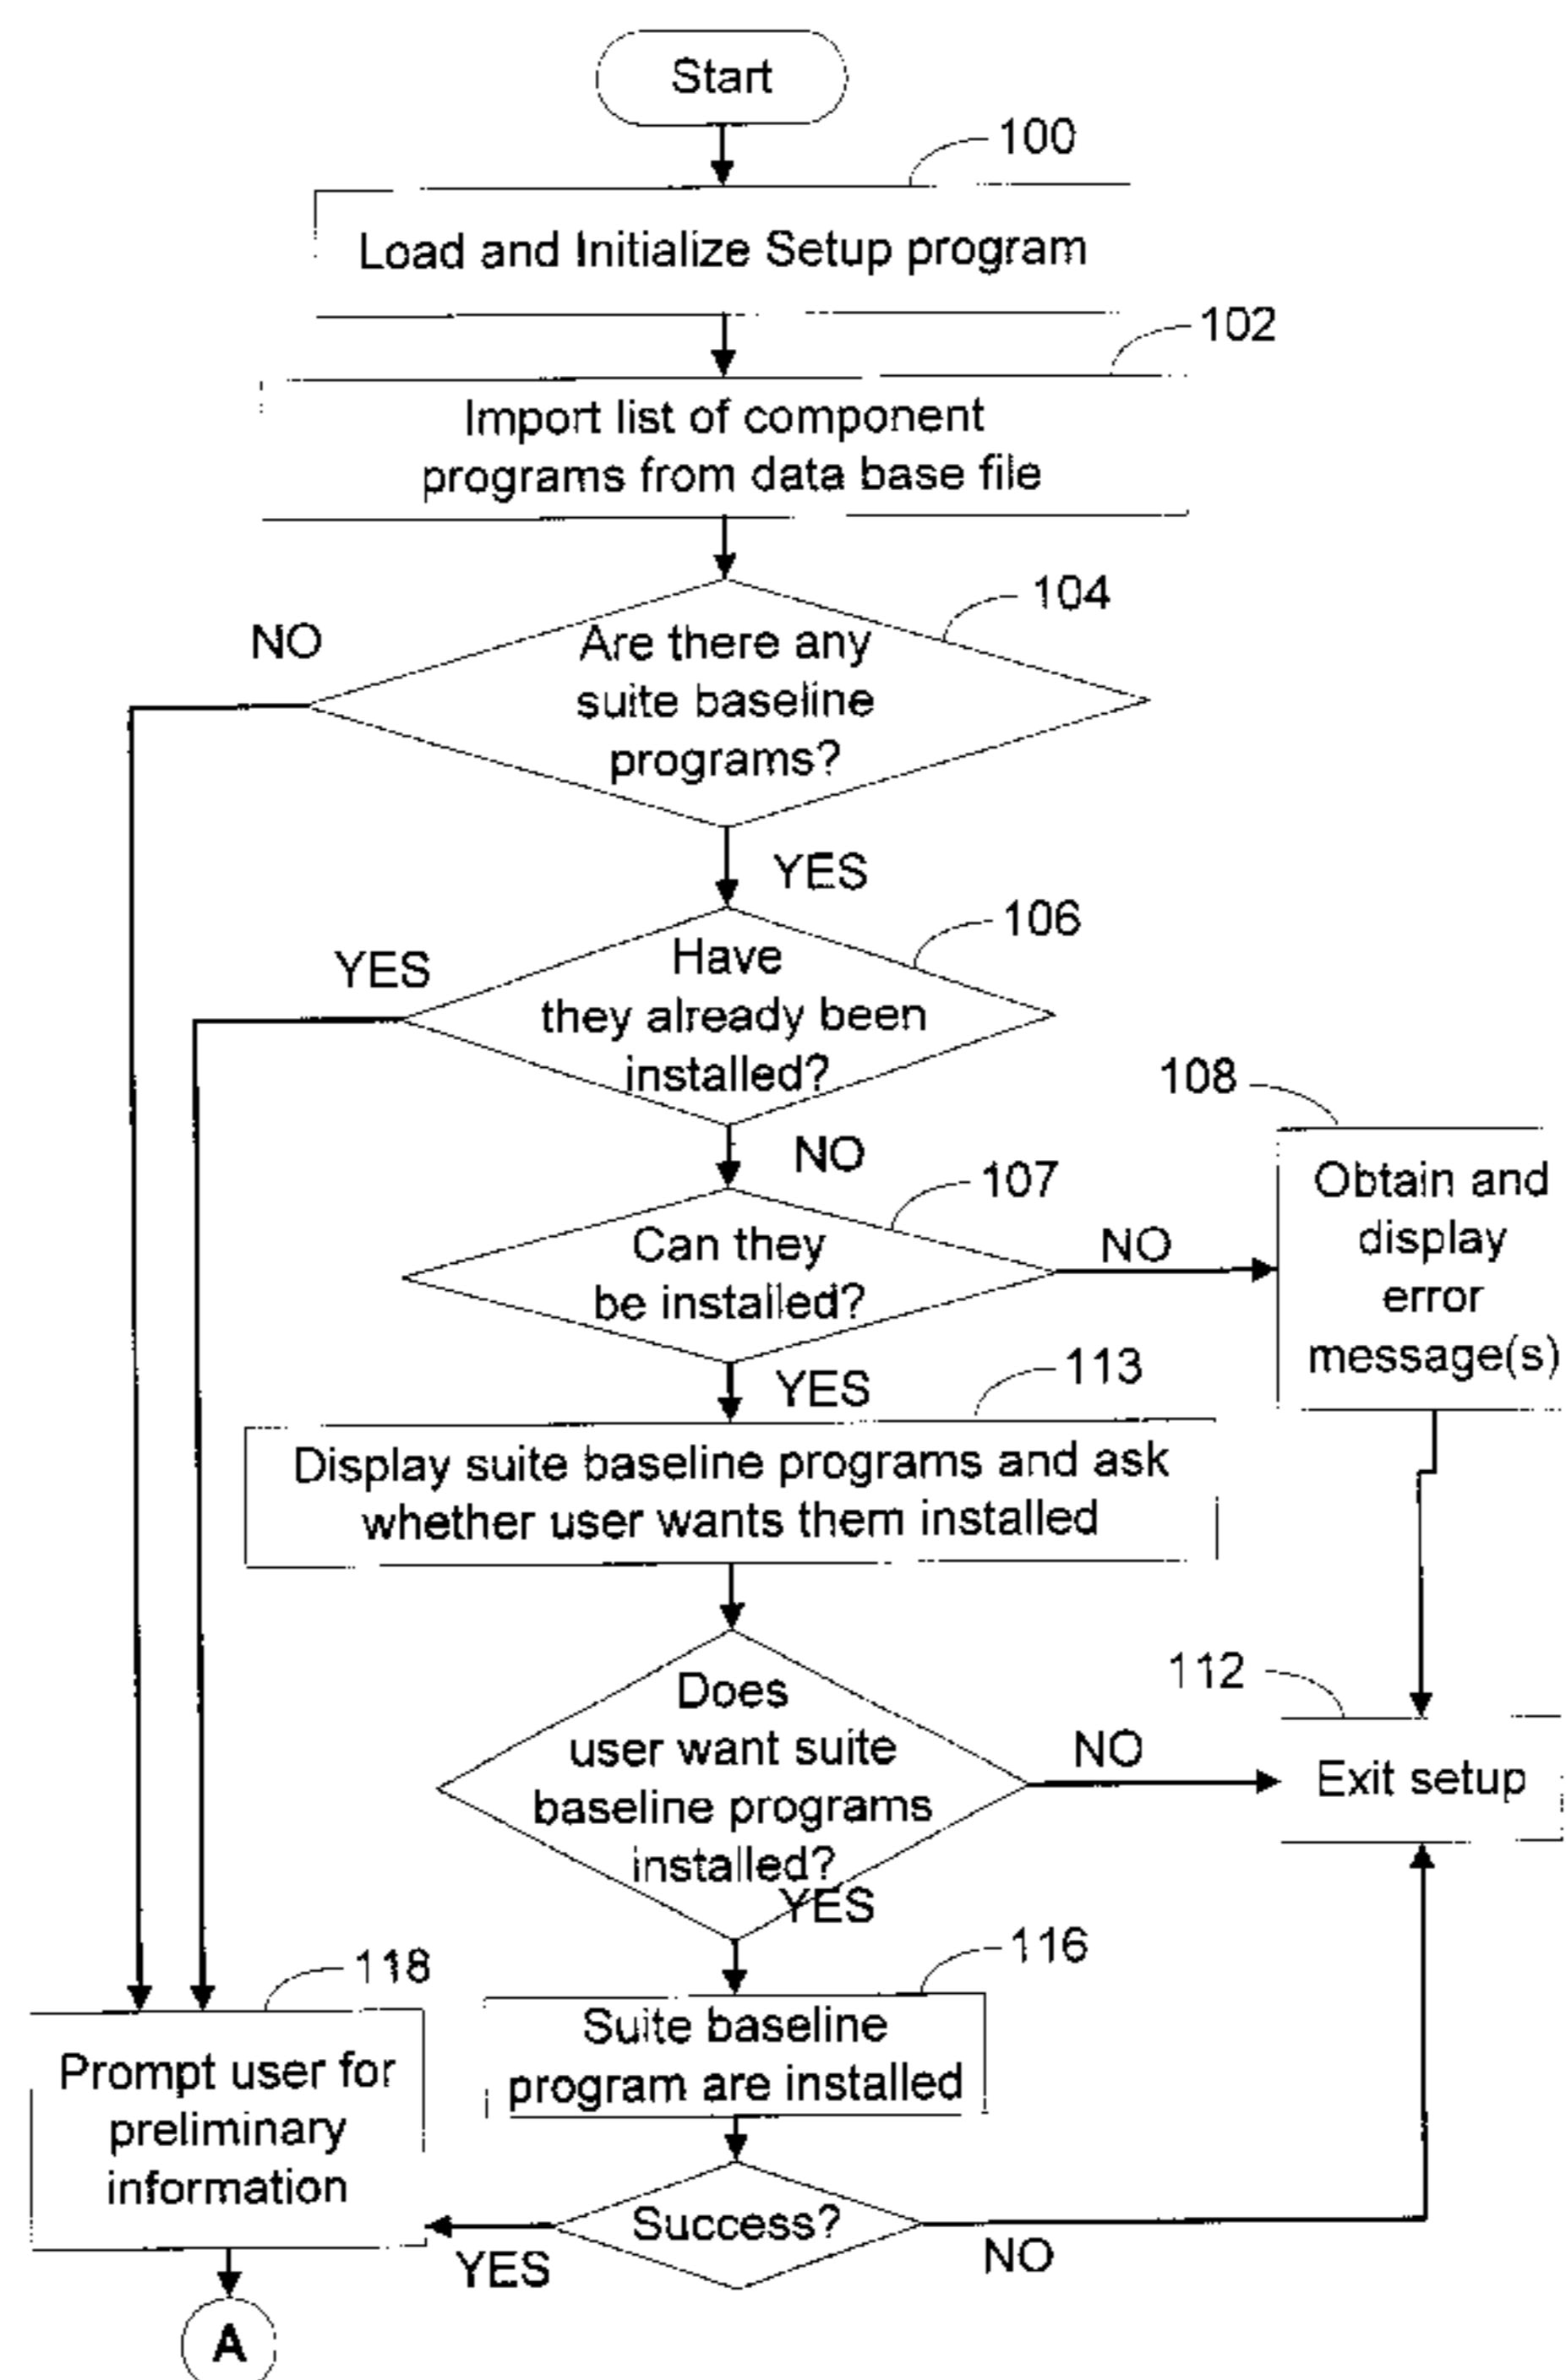 Start
100
Load and Initialize Setup program
102
Import list of component
programs from data base file
104
NO
Are there any
suite baseline
programs?
YES
106
YES
Have
they already been
installed?
108
NO
107
Obtain and
display
error
message(s)
Can they
be installed?
NO
YES
113
Display suite baseline programs and ask
whether user wants them installed
112
Does
user want suite
baseline programs
installed?
NO
Exit setup
YES
118
116
Suite baseline
program are installed
Prompt user for
preliminary
information
Success?
YES
NO
A